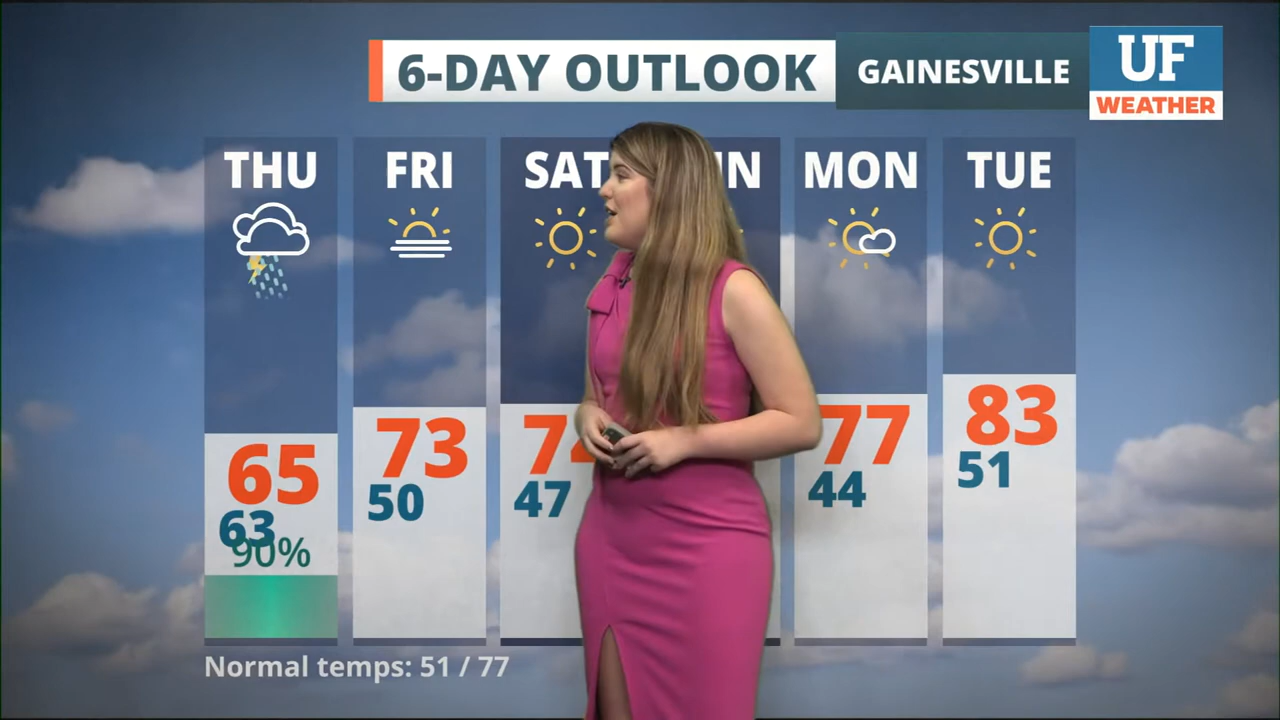 6-DAY OUTLOOK
GAINESVILLE
UF
WEATHER
THU
FRI
SAT
MON
TUE
65
63
90%
73
50
47
77
44
83
51
Normal temps: 51 / 77